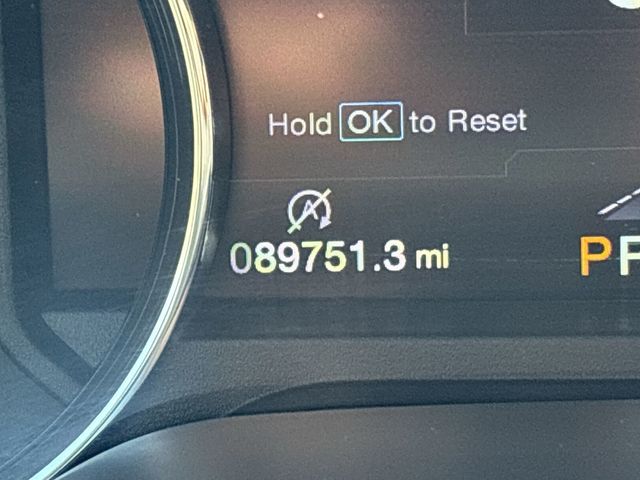 Hold OK to Reset
A
089751.3 mi
P